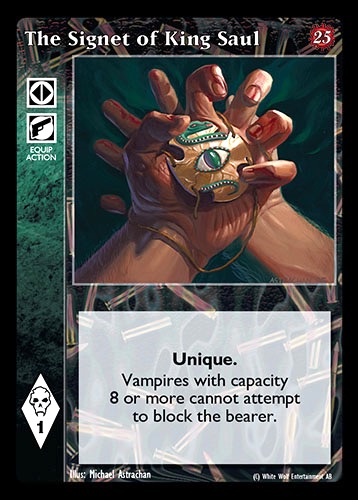 The Signet of King Saul
25
EQUIP
ACTION
Unique.
Vampires with capacity
8 or more cannot attempt
to block the bearer.
1
Illus: Michael Astrachan
(C) White Wolf Entertainment AB